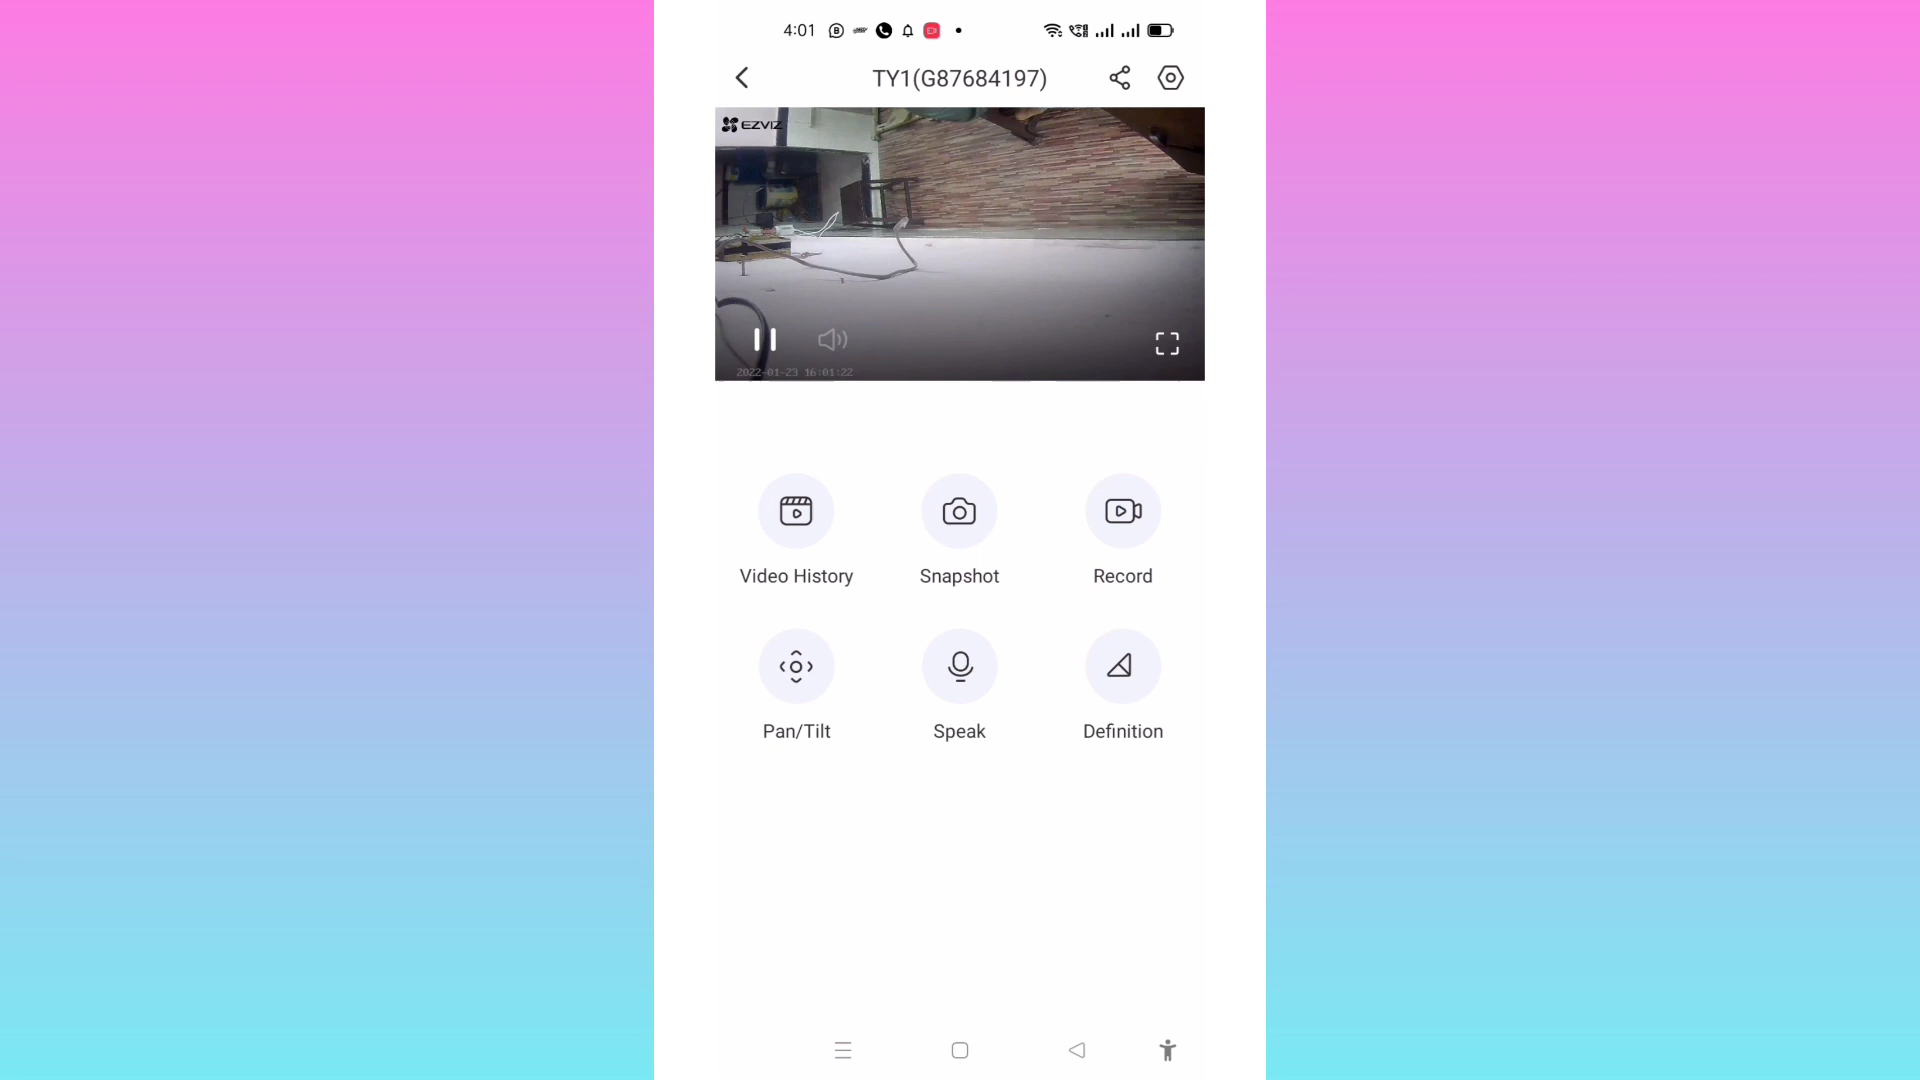 4:01
TY1(G87684197)
EZVIZ
2022-01-23 16:01:22
Video History
Snapshot
Record
Pan/Tilt
Speak
Definition